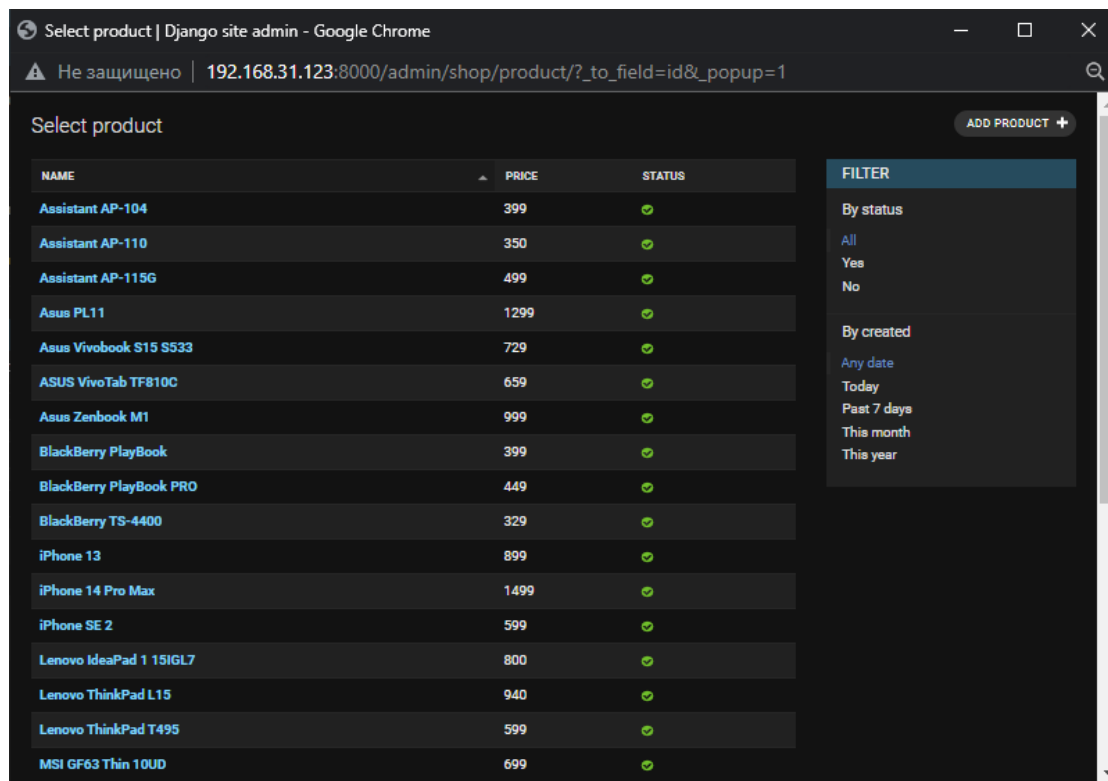 Select product | Django site admin - Google Chrome
Не защищено | 192.168.31.123:8000/admin/shop/product/?_to_field=id&_popup=1
Select product
ADD PRODUCT +
NAME PRICE STATUS
Assistant AP-104 399
Assistant AP-110 350
Assistant AP-115G 499
Asus PL11 1299
Asus Vivobook S15 S533 729
ASUS VivoTab TF810C 659
Asus Zenbook M1 999
BlackBerry PlayBook 399
BlackBerry PlayBook PRO 449
BlackBerry TS-4400 329
iPhone 13 899
iPhone 14 Pro Max 1499
iPhone SE 2 599
Lenovo IdeaPad 1 15IGL7 800
Lenovo ThinkPad L15 940
Lenovo ThinkPad T495 599
MSI GF63 Thin 10UD 699
FILTER
By status
All
Yes
No
By created
Any date
Today
Past 7 days
This month
This year